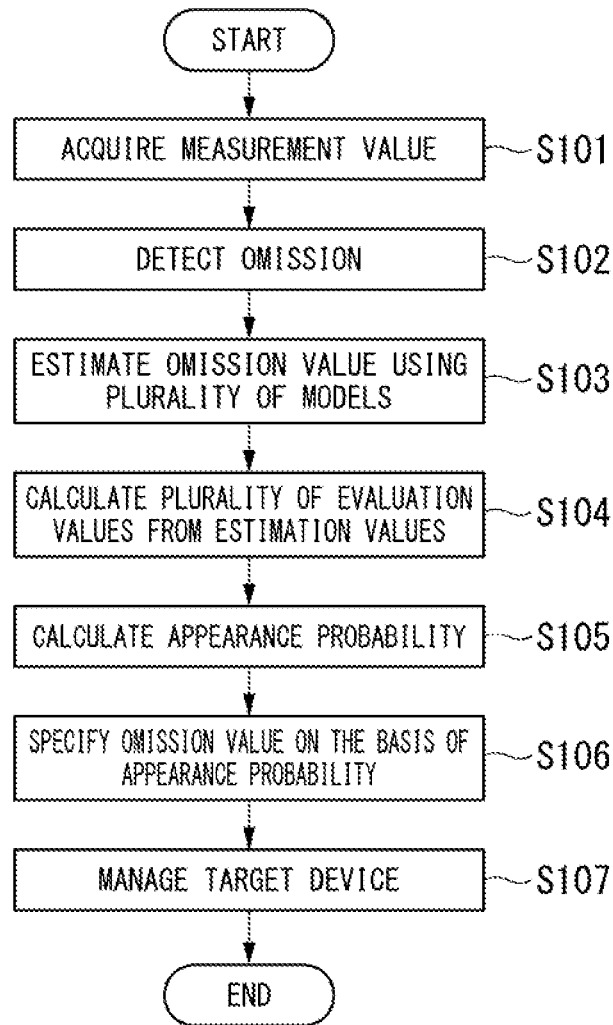 START
ACQUIRE MEASUREMENT VALUE
S101
DETECT OMISSION
S102
ESTIMATE OMISSION VALUE USING
PLURALITY OF MODELS
S103
CALCULATE PLURALITY OF EVALUATION
VALUES FROM ESTIMATION VALUES
S104
CALCULATE APPEARANCE PROBABILITY
S105
SPECIFY OMISSION VALUE ON THE BASIS OF
APPEARANCE PROBABILITY
S106
MANAGE TARGET DEVICE
S107
END